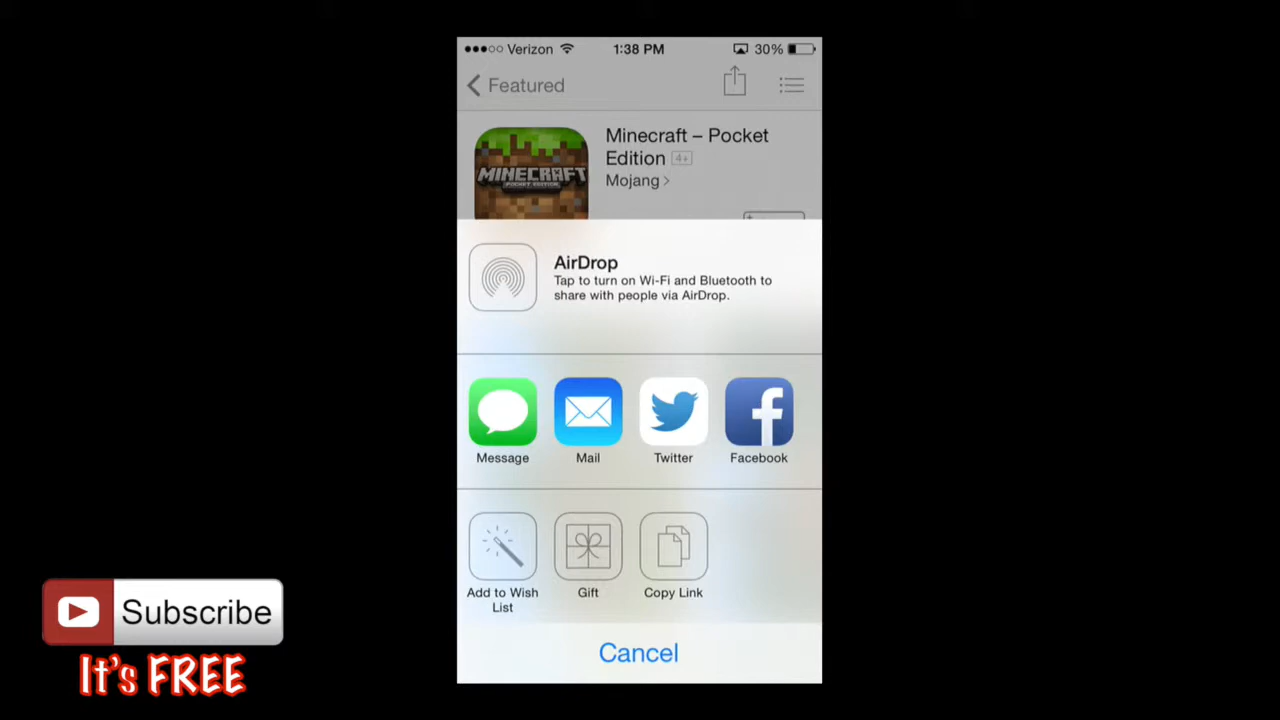 Verizon 1:38 PM 30%
Featured
Minecraft – Pocket
Edition 4+
Mojang >
MINECRAFT
POCKET EDITION
AirDrop
Tap to turn on Wi-Fi and Bluetooth to
share with people via AirDrop.
Message Mail Twitter Facebook
Add to Wish
List
Gift Copy Link
Cancel
Subscribe
It's FREE